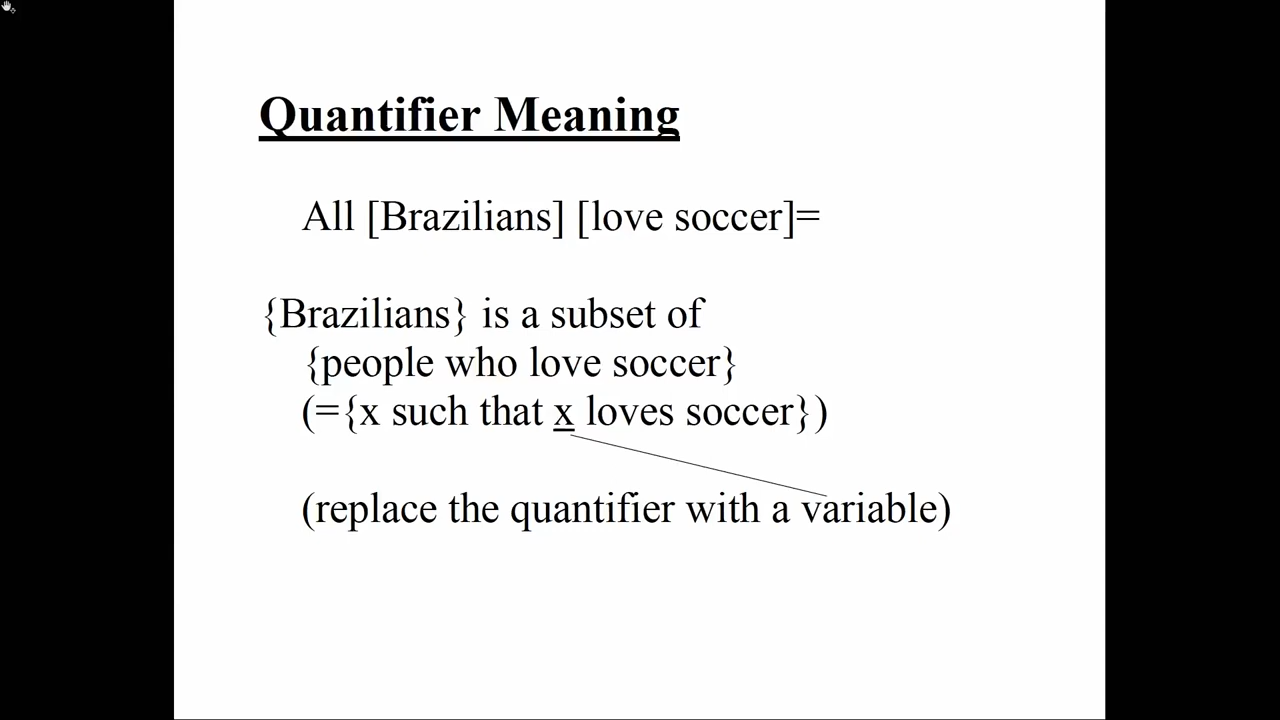 Quantifier Meaning
All [Brazilians] [love soccer]=
{Brazilians} is a subset of
{people who love soccer}
(={x such that x loves soccer})
(replace the quantifier with a variable)